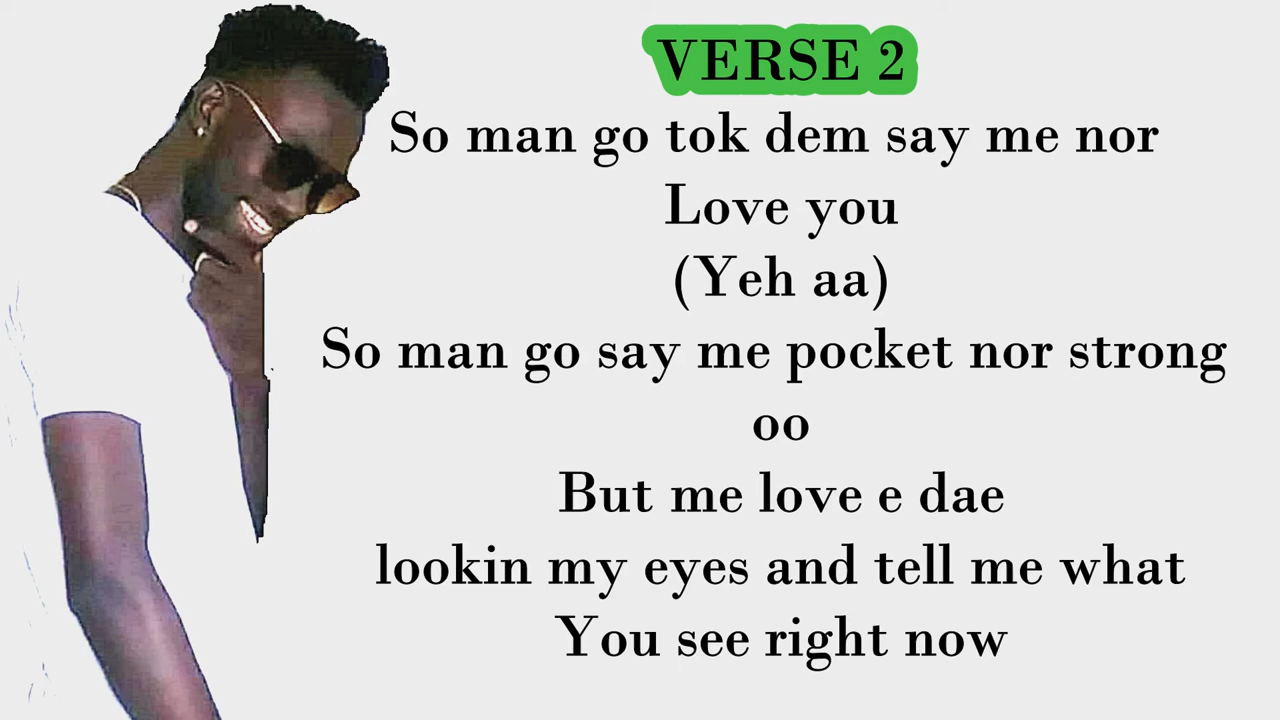 VERSE 2
So man go tok dem say me nor
Love you
(Yeh aa)
So man go say me pocket nor strong
oo
But me love e dae
lookin my eyes and tell me what
You see right now